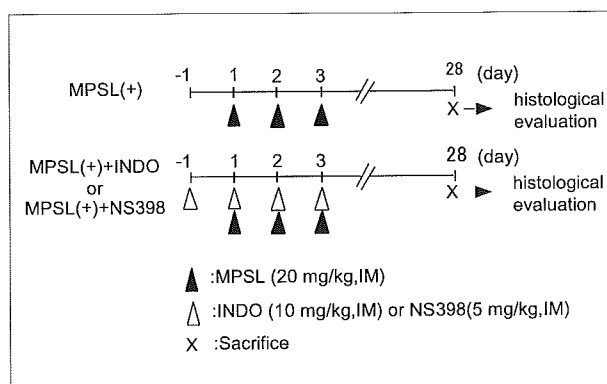 -1 1 2 3 28 (day)
MPSL(+)
X histological
evaluation
MPSL(+)+INDO
or
MPSL(+)+NS398
-1 1 2 3 28 (day)
X histological
evaluation
:MPSL (20 mg/kg,IM)
:INDO (10 mg/kg,IM) or NS398(5 mg/kg,IM)
X :Sacrifice